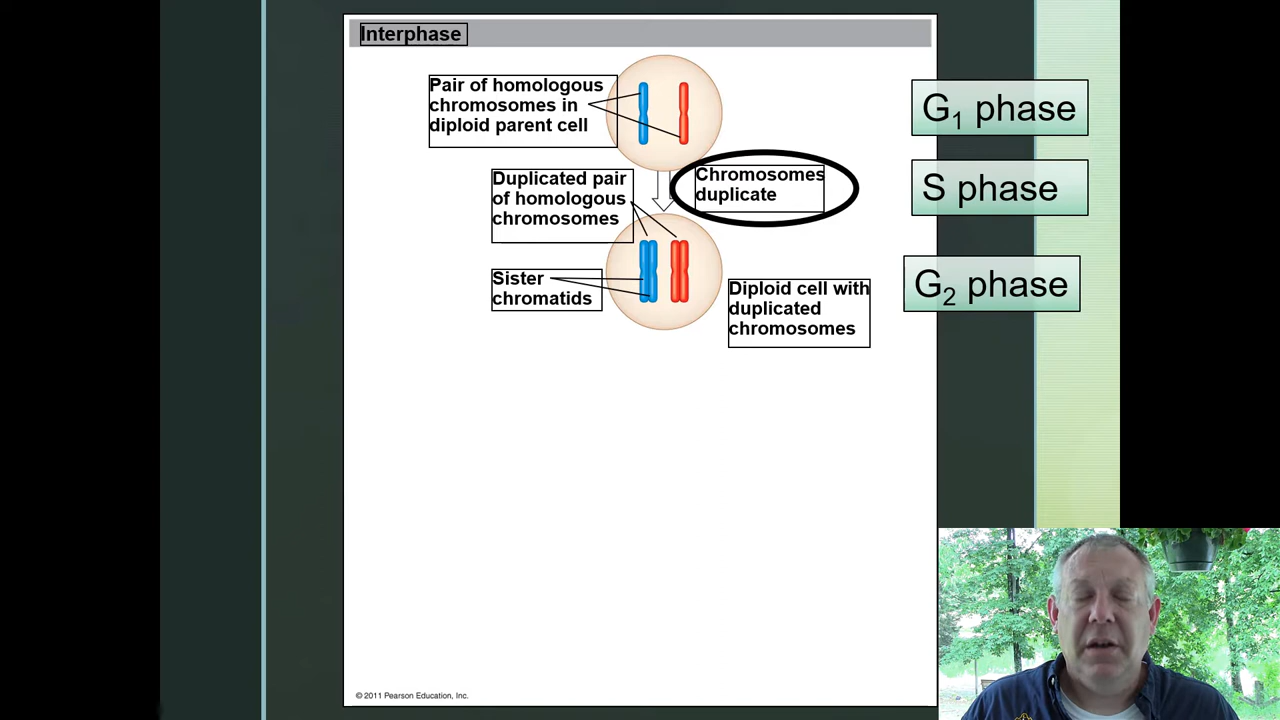 Interphase
Pair of homologous
chromosomes in
diploid parent cell
G1 phase
Chromosomes
duplicate
S phase
Duplicated pair
of homologous
chromosomes
Sister
chromatids
Diploid cell with
duplicated
chromosomes
G2 phase
© 2011 Pearson Education, Inc.